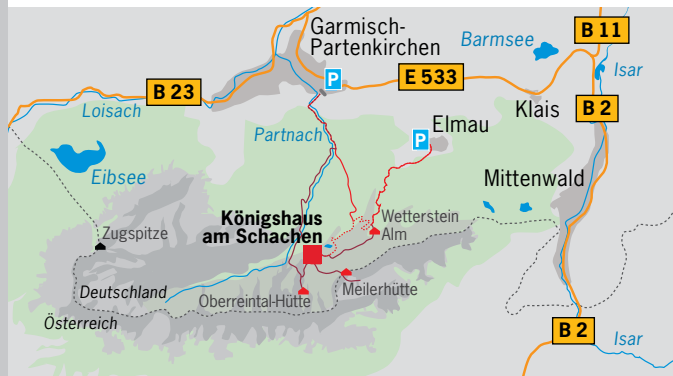 Garmisch-
Partenkirchen
B 11
Barmsee
Isar
E 533
B 23
Loisach
Klais
B 2
P
Partnach
Elmau
P
Eibsee
Mittenwald
Königshaus
am Schachen
Wetterstein
Alm
Zugspitze
Deutschland
Oberreintal-Hütte
Meilerhütte
Österreich
B 2
Isar